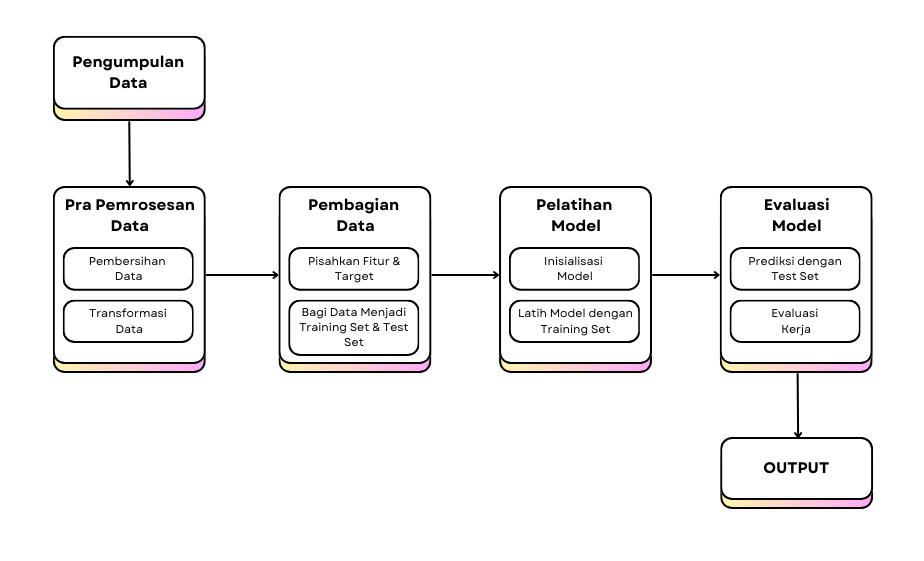 Pengumpulan
Data
Pra Pemrosesan
Data
Pembersihan
Data
Transformasi
Data
Pembagian
Data
Pisahkan Fitur &
Target
Bagi Data Menjadi
Training Set & Test
Set
Pelatihan
Model
Inisialisasi
Model
Latih Model dengan
Training Set
Evaluasi
Model
Prediksi dengan
Test Set
Evaluasi
Kerja
OUTPUT